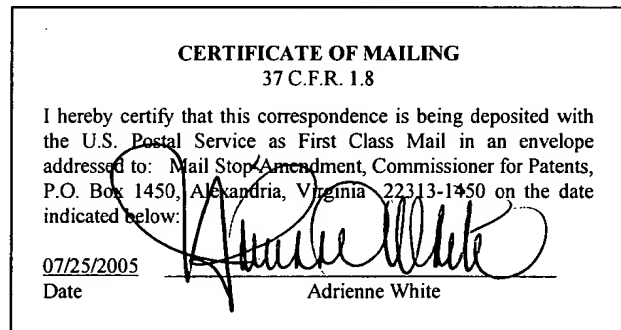 CERTIFICATE OF MAILING
37 C.F.R. 1.8
I hereby certify that this correspondence is being deposited with
the U.S. Postal Service as First Class Mail in an envelope
addressed to: Mail Stop Amendment, Commissioner for Patents,
P.O. Box 1450, Alexandria, Virginia 22313-1450 on the date
indicated below:
Adrienne White
07/25/2005
Date Adrienne White